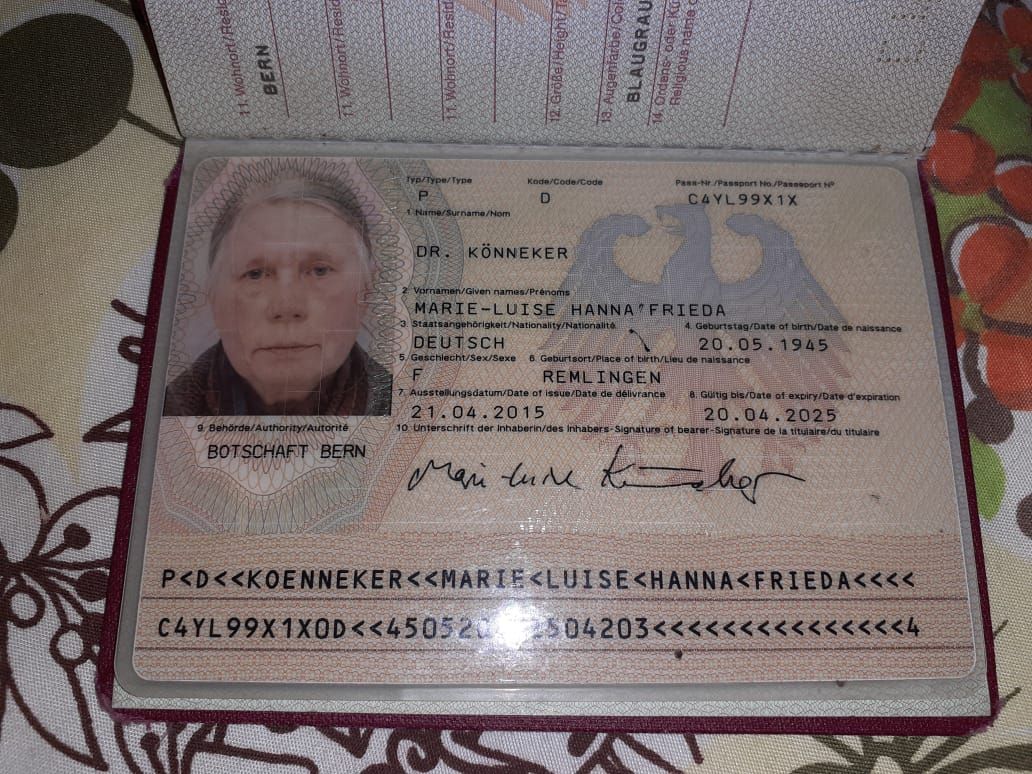 11. Wohnort/Resid
BERN
11. Wohnort/Resid
11. Wohnort/Resid
12. Größe/Height/T
13. Augenfarbe/Col
BLAUGRAU
14. Ordens- oder Kü
Religious name o
Typ/Type/Type Kode/Code/Code Pass-Nr./Passport No./Passeport Nº
P D C4YL99X1X
1 Name/Surname/Nom
DR. KÖNNEKER
2 Vornamen/Given names/Prénoms
MARIE-LUISE HANNA FRIEDA
3. Staatsangehörigkeit/Nationality/Nationalité 4. Geburtstag/Date of birth/Date de naissance
DEUTSCH 20.05.1945
5. Geschlecht/Sex/Sexe 6. Geburtsort/Place of birth/Lieu de naissance
F REMLINGEN
7. Ausstellungsdatum/Date of issue/Date de délivrance 8. Gültig bis/Date of expiry/Date d'expiration
21.04.2015 20.04.2025
9. Behörde/Authority/Autorité 10. Unterschrift der Inhaberin/des Inhabers-Signature of bearer-Signature de la titulaire/du titulaire
BOTSCHAFT BERN
Marie-Luise Könneker
P<D<<KOENNEKER<<MARIE<LUISE<HANNA<FRIEDA<<<<
C4YL99X1X0D<<450520 504203<<<<<<<<<<<<<<<4